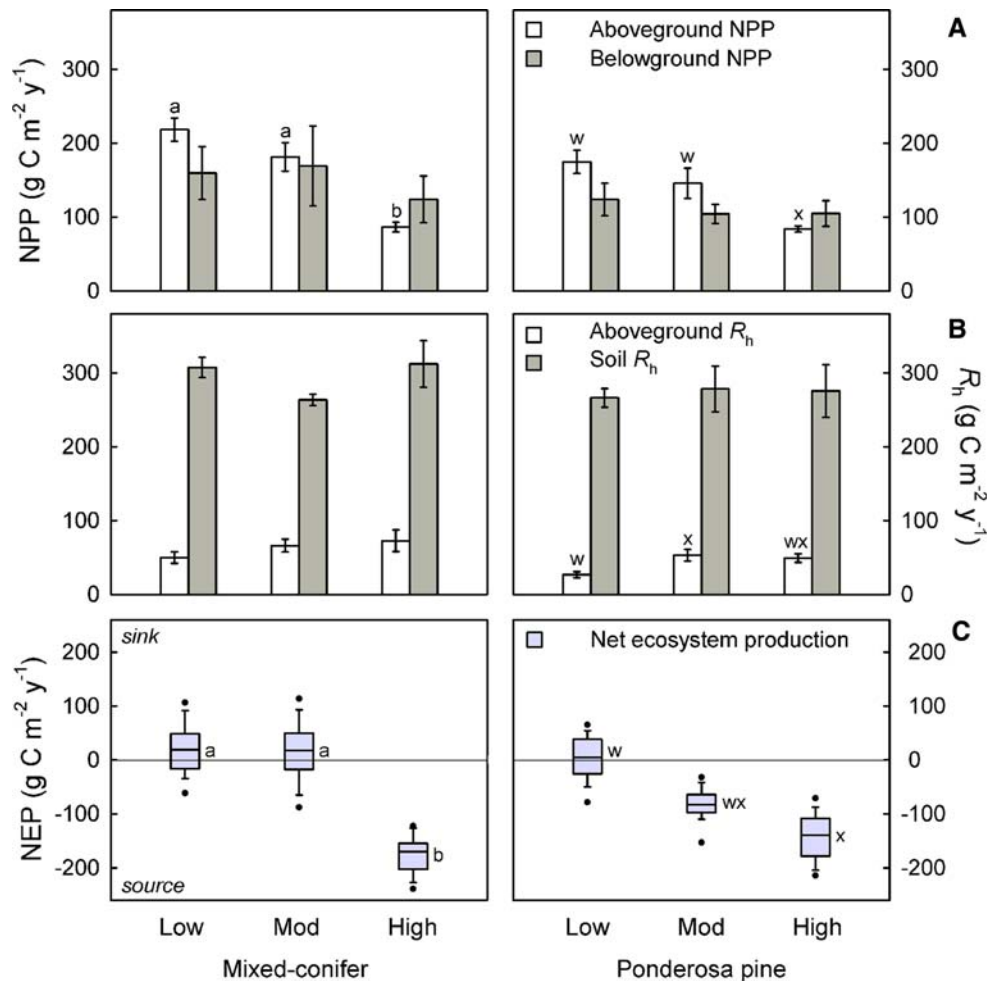 Aboveground NPP
Belowground NPP
A
NPP (g C m⁻² y⁻¹)
300
200
100
0
a
a
b
w
w
x
300
200
100
0
Aboveground Rh
Soil Rh
B
300
200
100
0
w
x
wx
300
200
100
0
Rh (g C m⁻² y⁻¹)
sink
Net ecosystem production
C
NEP (g C m⁻² y⁻¹)
200
100
0
-100
-200
a
a
b
w
wx
x
200
100
0
-100
-200
source
Low Mod High Low Mod High
Mixed-conifer Ponderosa pine